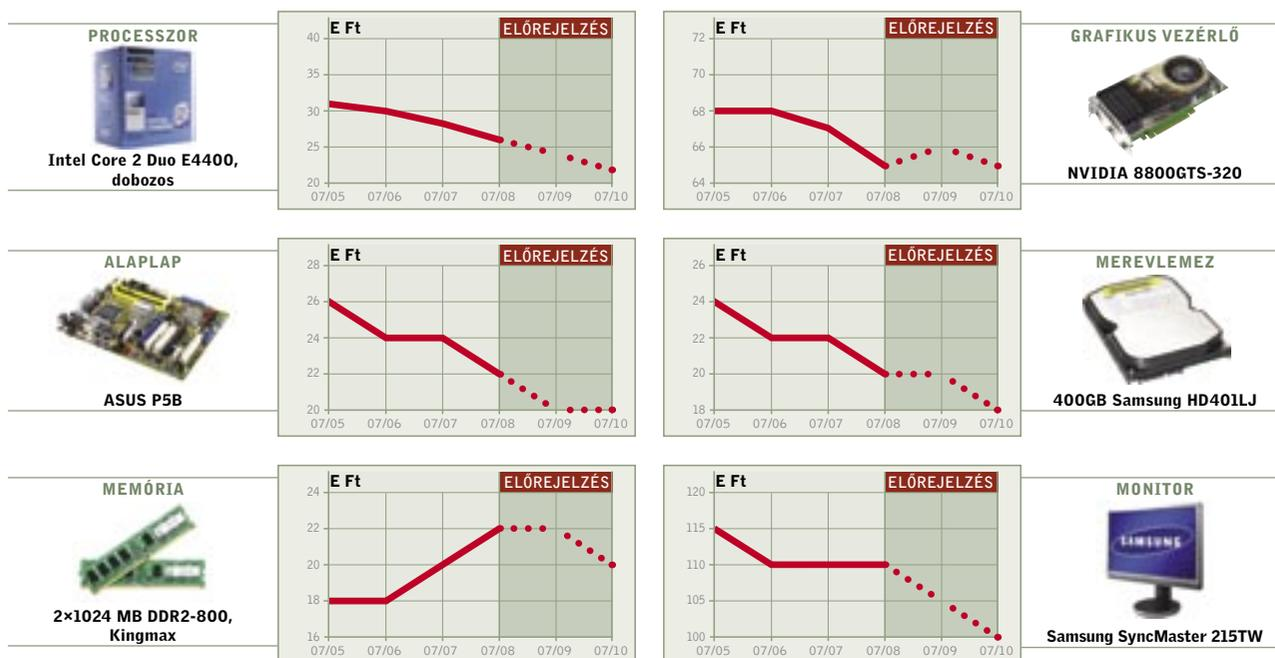 PROCESSZOR
Intel Core 2 Duo E4400,
dobozos
E Ft
ELŐREJELZÉS
40
35
30
25
20
07/05 07/06 07/07 07/08 07/09 07/10
E Ft
ELŐREJELZÉS
72
70
68
66
64
07/05 07/06 07/07 07/08 07/09 07/10
GRAFIKUS VEZÉRLŐ
NVIDIA 8800GTS-320
ALAPLAP
ASUS P5B
E Ft
ELŐREJELZÉS
28
26
24
22
20
07/05 07/06 07/07 07/08 07/09 07/10
E Ft
ELŐREJELZÉS
26
24
22
20
18
07/05 07/06 07/07 07/08 07/09 07/10
MEREVLEMEZ
400GB Samsung HD401LJ
MEMÓRIA
2×1024 MB DDR2-800,
Kingmax
E Ft
ELŐREJELZÉS
24
22
20
18
16
07/05 07/06 07/07 07/08 07/09 07/10
E Ft
ELŐREJELZÉS
120
115
110
105
100
07/05 07/06 07/07 07/08 07/09 07/10
MONITOR
SAMSUNG
Samsung SyncMaster 215TW